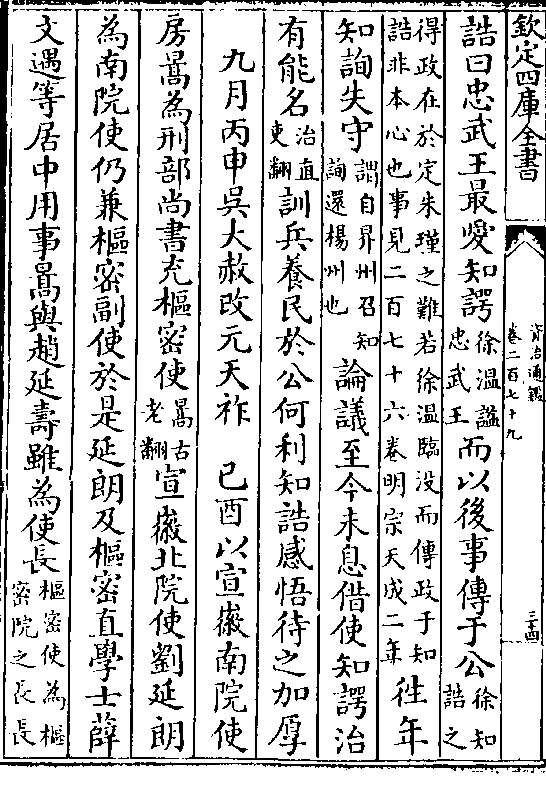 欽定四庫全書
資治通鑑
卷二百七十九
三十四
誥曰忠武王最愛知諤徐溫諡忠武王而以後事傳于公徐知誥之
得政在於定朱瑾之難若徐溫臨沒而傳政于知
誥非本心也事見二百七十六卷明宗天成二年往年
知詢失守謂自昇州召知詢還楊州也論議至今未息借使知諤治
有能名治直吏翻訓兵養民於公何利知誥感悟待之加厚
九月丙申吳大赦改元天祚 己酉以宣徽南院使
房暠為刑部尚書充樞密使暠古老翻宣徽北院使劉延朗
為南院使仍兼樞密副使於是延朗及樞密直學士薛
文遇等居中用事暠與趙延壽雖為使長樞密使為樞密院之長長